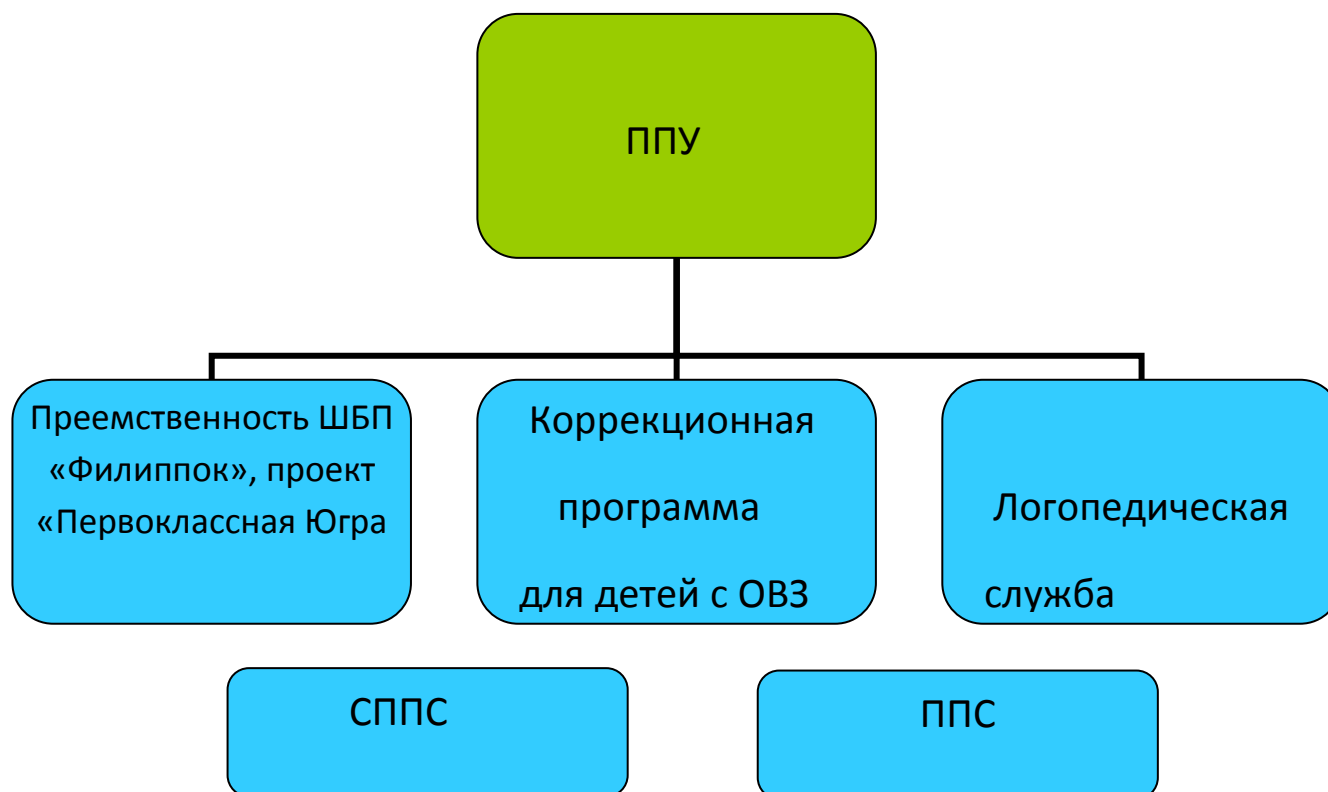 ППУ
Преемственность ШБП
«Филиппок», проект
«Первоклассная Югра
Коррекционная
программа
для детей с ОВЗ
Логопедическая
служба
СППС
ППС